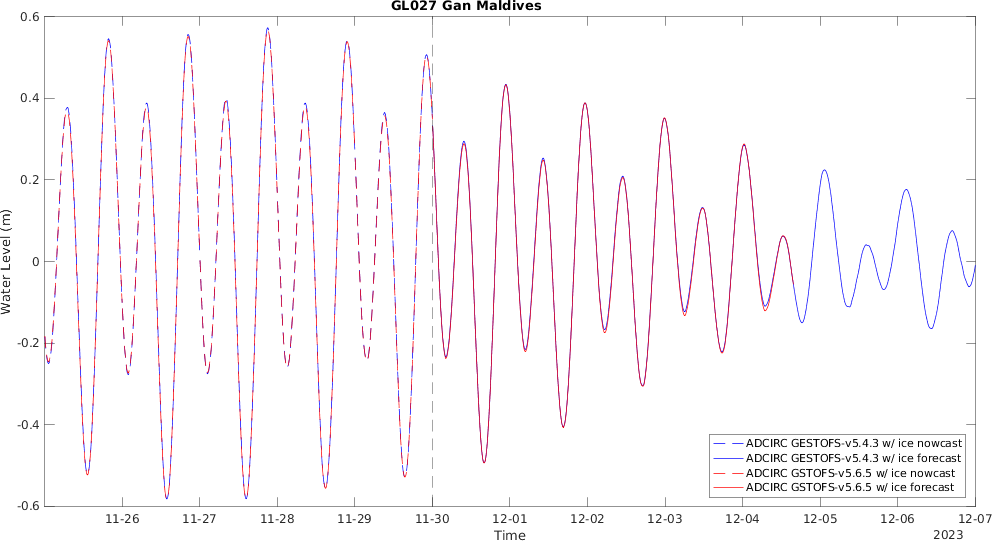 GL027 Gan Maldives
Water Level (m)
0.6
0.4
0.2
0
-0.2
-0.4
-0.6
ADCIRC GESTOFS-v5.4.3 w/ ice nowcast
ADCIRC GESTOFS-v5.4.3 w/ ice forecast
ADCIRC GSTOFS-v5.6.5 w/ ice nowcast
ADCIRC GSTOFS-v5.6.5 w/ ice forecast
11-26 11-27 11-28 11-29 11-30 12-01 12-02 12-03 12-04 12-05 12-06 12-07
Time
2023